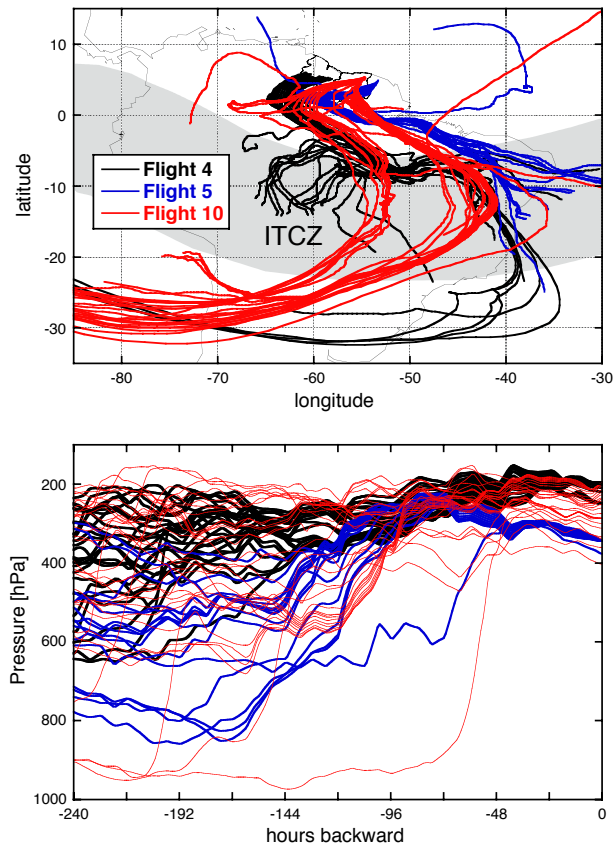 10
0
-10
-20
-30
latitude
Flight 4
Flight 5
Flight 10
ITCZ
-80 -70 -60 -50 -40 -30
longitude
200
400
600
800
1000
Pressure [hPa]
-240 -192 -144 -96 -48 0
hours backward